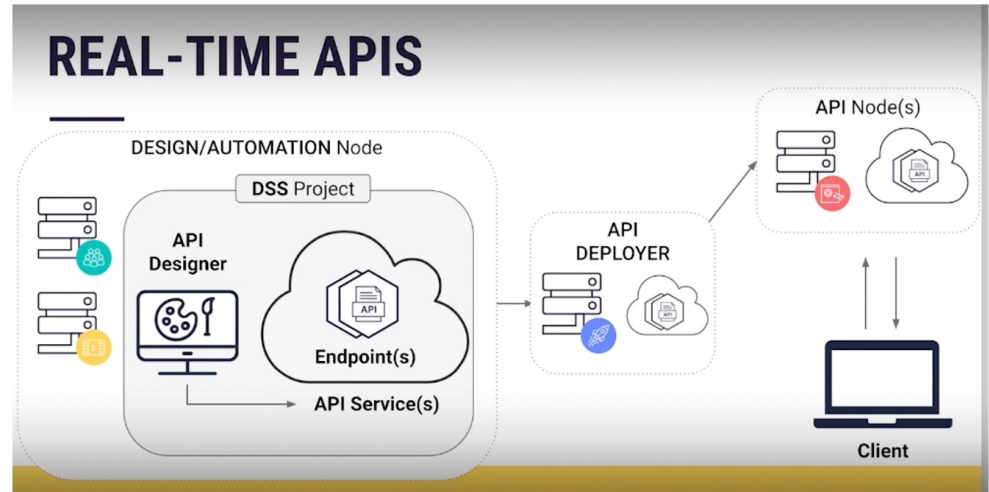 REAL-TIME APIS
DESIGN/AUTOMATION Node
DSS Project
API
Designer
API
Endpoint(s)
API Service(s)
API
DEPLOYER
API
API Node(s)
API
Client